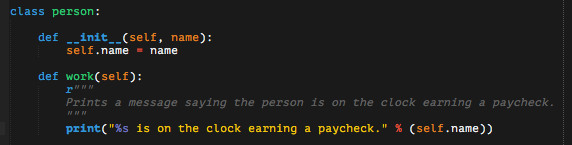 class person:
def __init__(self, name):
self.name = name
def work(self):
r"""
Prints a message saying the person is on the clock earning a paycheck.
"""
print("%s is on the clock earning a paycheck." % (self.name))